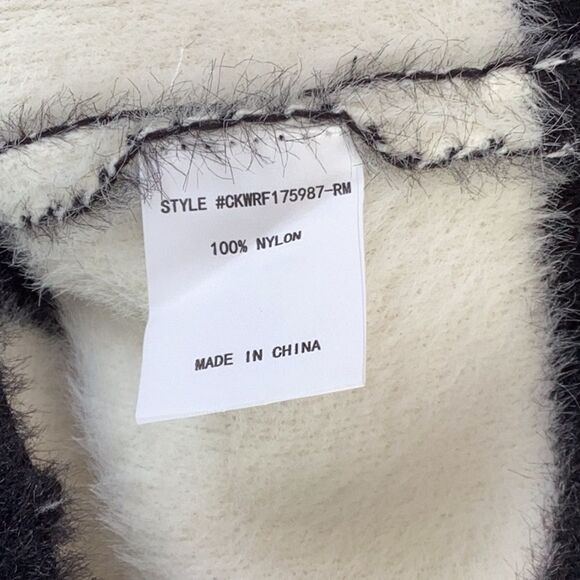 STYLE #CKWRF175987-RM
100% NYLON
MADE IN CHINA